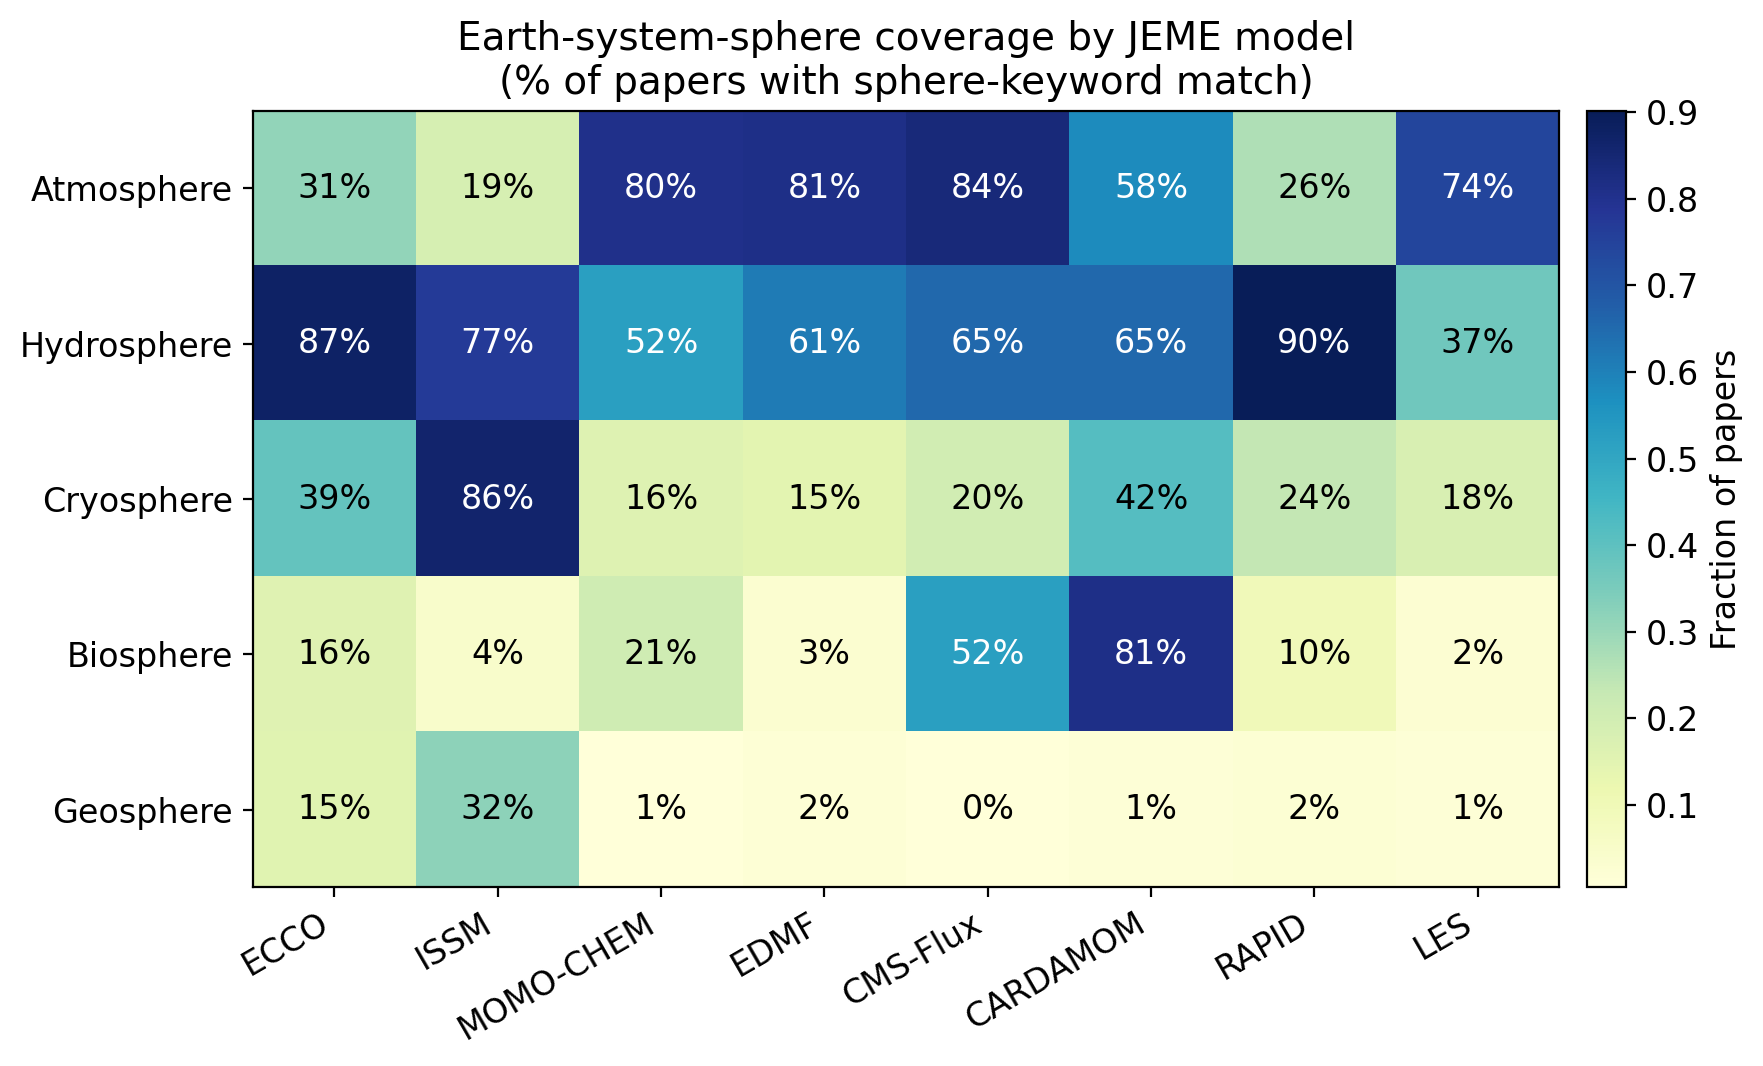 Earth-system-sphere coverage by JEME model
(% of papers with sphere-keyword match)
Atmosphere 31% 19% 80% 81% 84% 58% 26% 74%
Hydrosphere 87% 77% 52% 61% 65% 65% 90% 37%
Cryosphere 39% 86% 16% 15% 20% 42% 24% 18%
Biosphere 16% 4% 21% 3% 52% 81% 10% 2%
Geosphere 15% 32% 1% 2% 0% 1% 2% 1%
ECCO ISSM MOMO-CHEM EDMF CMS-Flux CARDAMOM RAPID LES
0.9
0.8
0.7
0.6
0.5
0.4
0.3
0.2
0.1
Fraction of papers